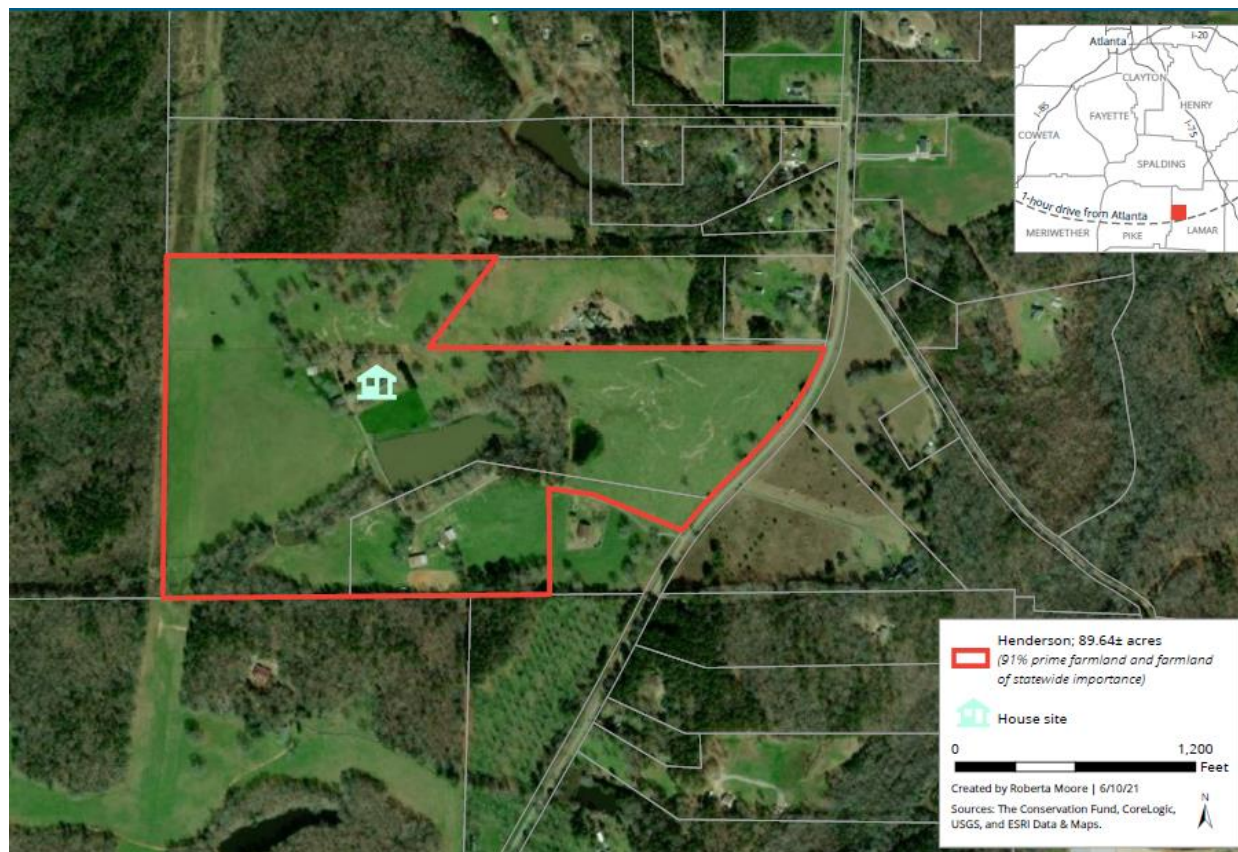 Atlanta
I-20
CLAYTON
I-85
FAYETTE
HENRY
I-75
COWETA
SPALDING
1-hour drive from Atlanta
MERIWETHER
PIKE
LAMAR
Henderson; 89.64± acres
(91% prime farmland and farmland
of statewide importance)
House site
0
1,200
Feet
Created by Roberta Moore | 6/10/21
Sources: The Conservation Fund, CoreLogic,
USGS, and ESRI Data & Maps.
N